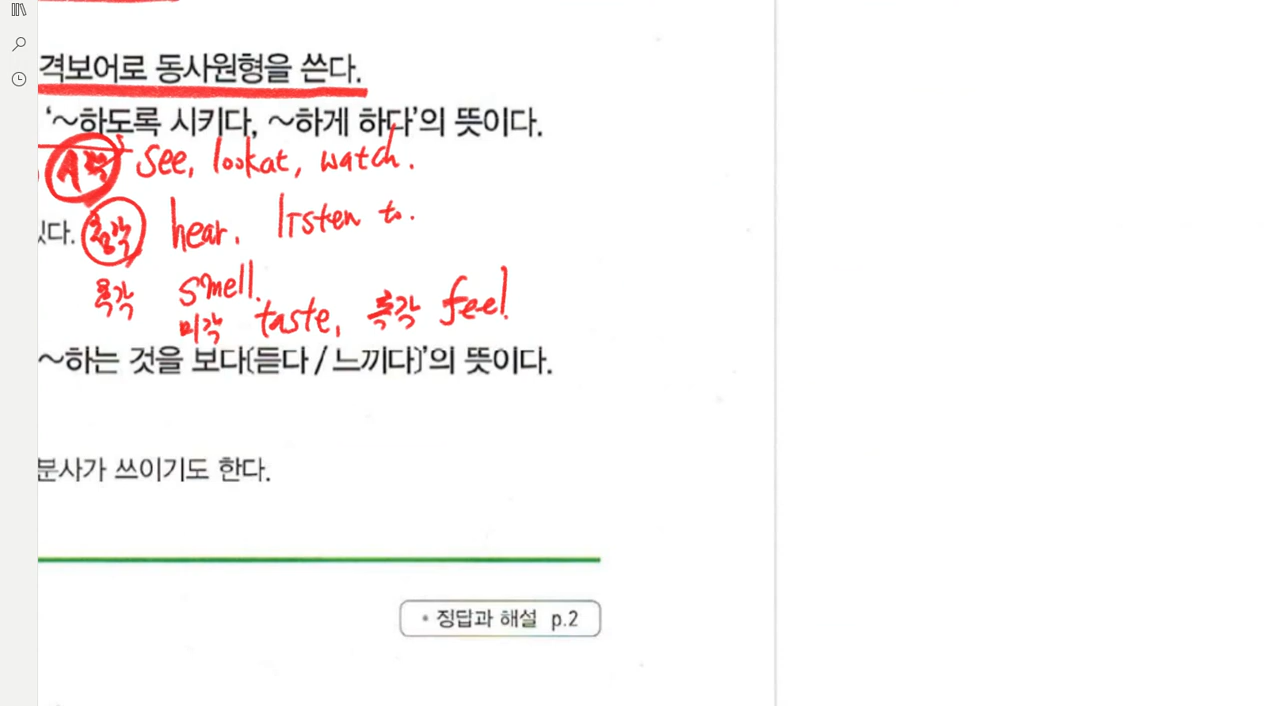 격보어로 동사원형을 쓴다.
'~하도록 시키다, ~하게 하다'의 뜻이다.
시각 see, look at, watch.
있다. 청각 hear. listen to.
후각 smell.
미각 taste, 촉각 feel.
~하는 것을 보다(듣다 / 느끼다)'의 뜻이다.
분사가 쓰이기도 한다.
• 정답과 해설 p.2